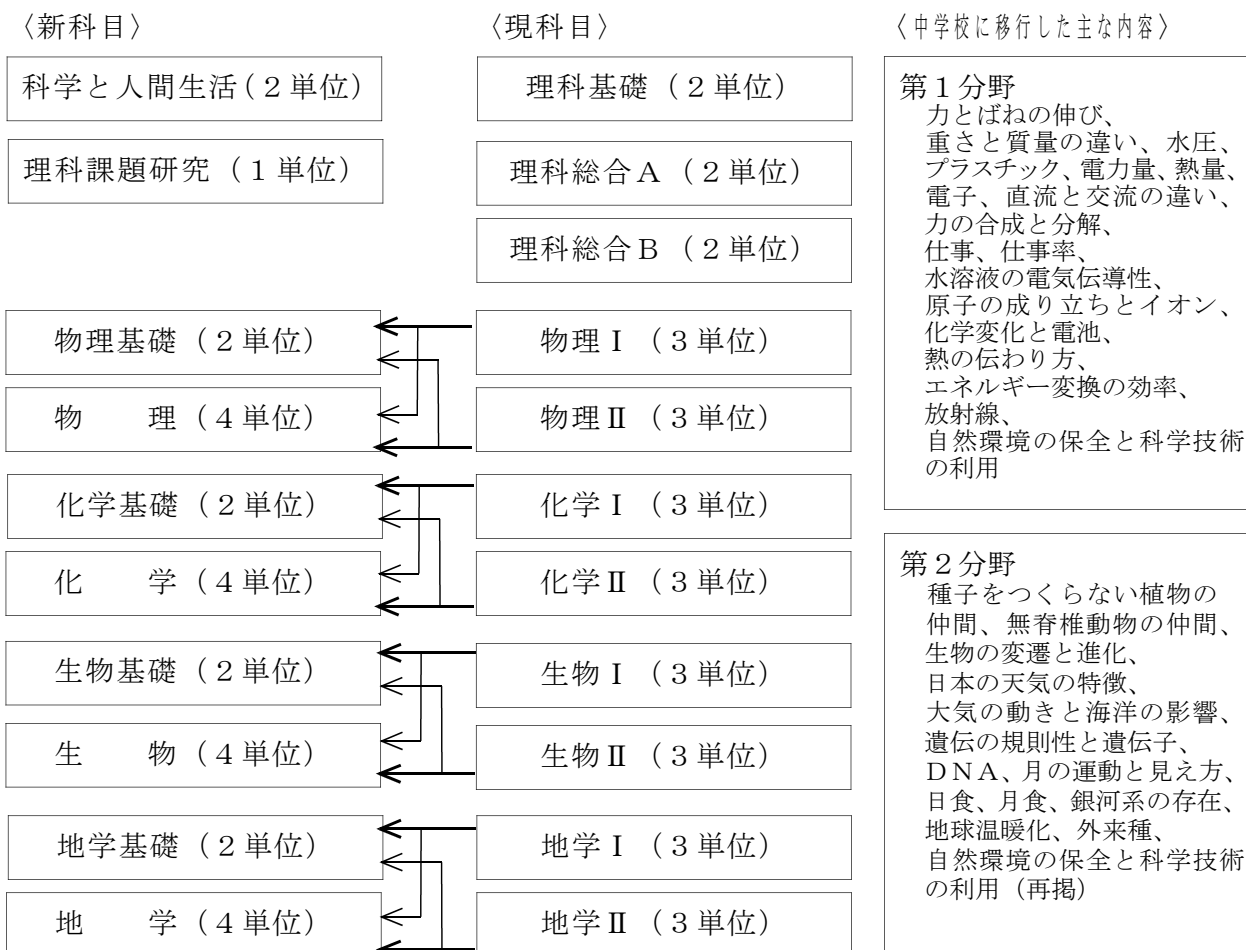 〈新科目〉
科学と人間生活(2単位)
理科課題研究(1単位)
物理基礎(2単位)
物　　理(4単位)
化学基礎(2単位)
化　　学(4単位)
生物基礎(2単位)
生　　物(4単位)
地学基礎(2単位)
地　　学(4単位)
〈現科目〉
理科基礎(2単位)
理科総合A(2単位)
理科総合B(2単位)
物理Ⅰ(3単位)
物理Ⅱ(3単位)
化学Ⅰ(3単位)
化学Ⅱ(3単位)
生物Ⅰ(3単位)
生物Ⅱ(3単位)
地学Ⅰ(3単位)
地学Ⅱ(3単位)
〈中学校に移行した主な内容〉
第1分野
力とばねの伸び、
重さと質量の違い、水圧、
プラスチック、電力量、熱量、
電子、直流と交流の違い、
力の合成と分解、
仕事、仕事率、
水溶液の電気伝導性、
原子の成り立ちとイオン、
化学変化と電池、
熱の伝わり方、
エネルギー変換の効率、
放射線、
自然環境の保全と科学技術
の利用
第2分野
種子をつくらない植物の
仲間、無脊椎動物の仲間、
生物の変遷と進化、
日本の天気の特徴、
大気の動きと海洋の影響、
遺伝の規則性と遺伝子、
DNA、月の運動と見え方、
日食、月食、銀河系の存在、
地球温暖化、外来種、
自然環境の保全と科学技術
の利用(再掲)